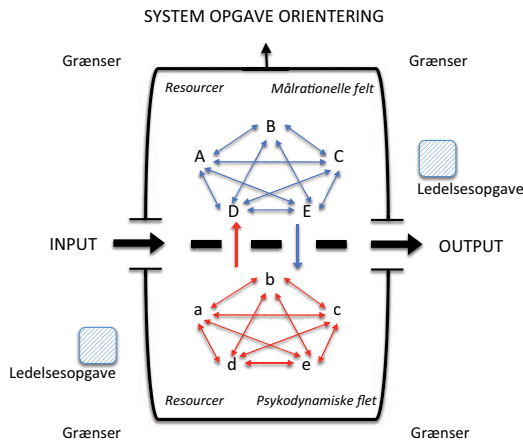 SYSTEM OPGAVE ORIENTERING
Grænser
Grænser
Resourcer
Målrationelle felt
B
A
C
Ledelsesopgave
D
E
INPUT
OUTPUT
b
a
c
d
e
Ledelsesopgave
Resourcer
Psykodynamiske flet
Grænser
Grænser